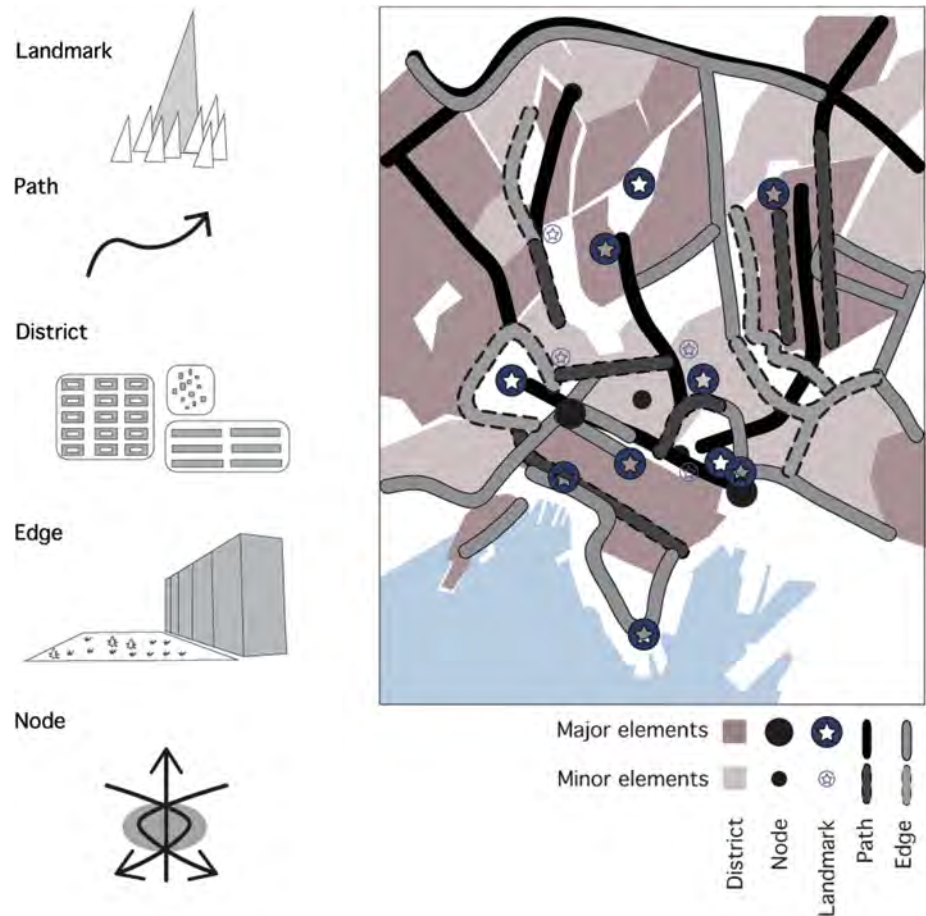 Landmark
Path
District
Edge
Node
Major elements
Minor elements
District
Node
Landmark
Path
Edge